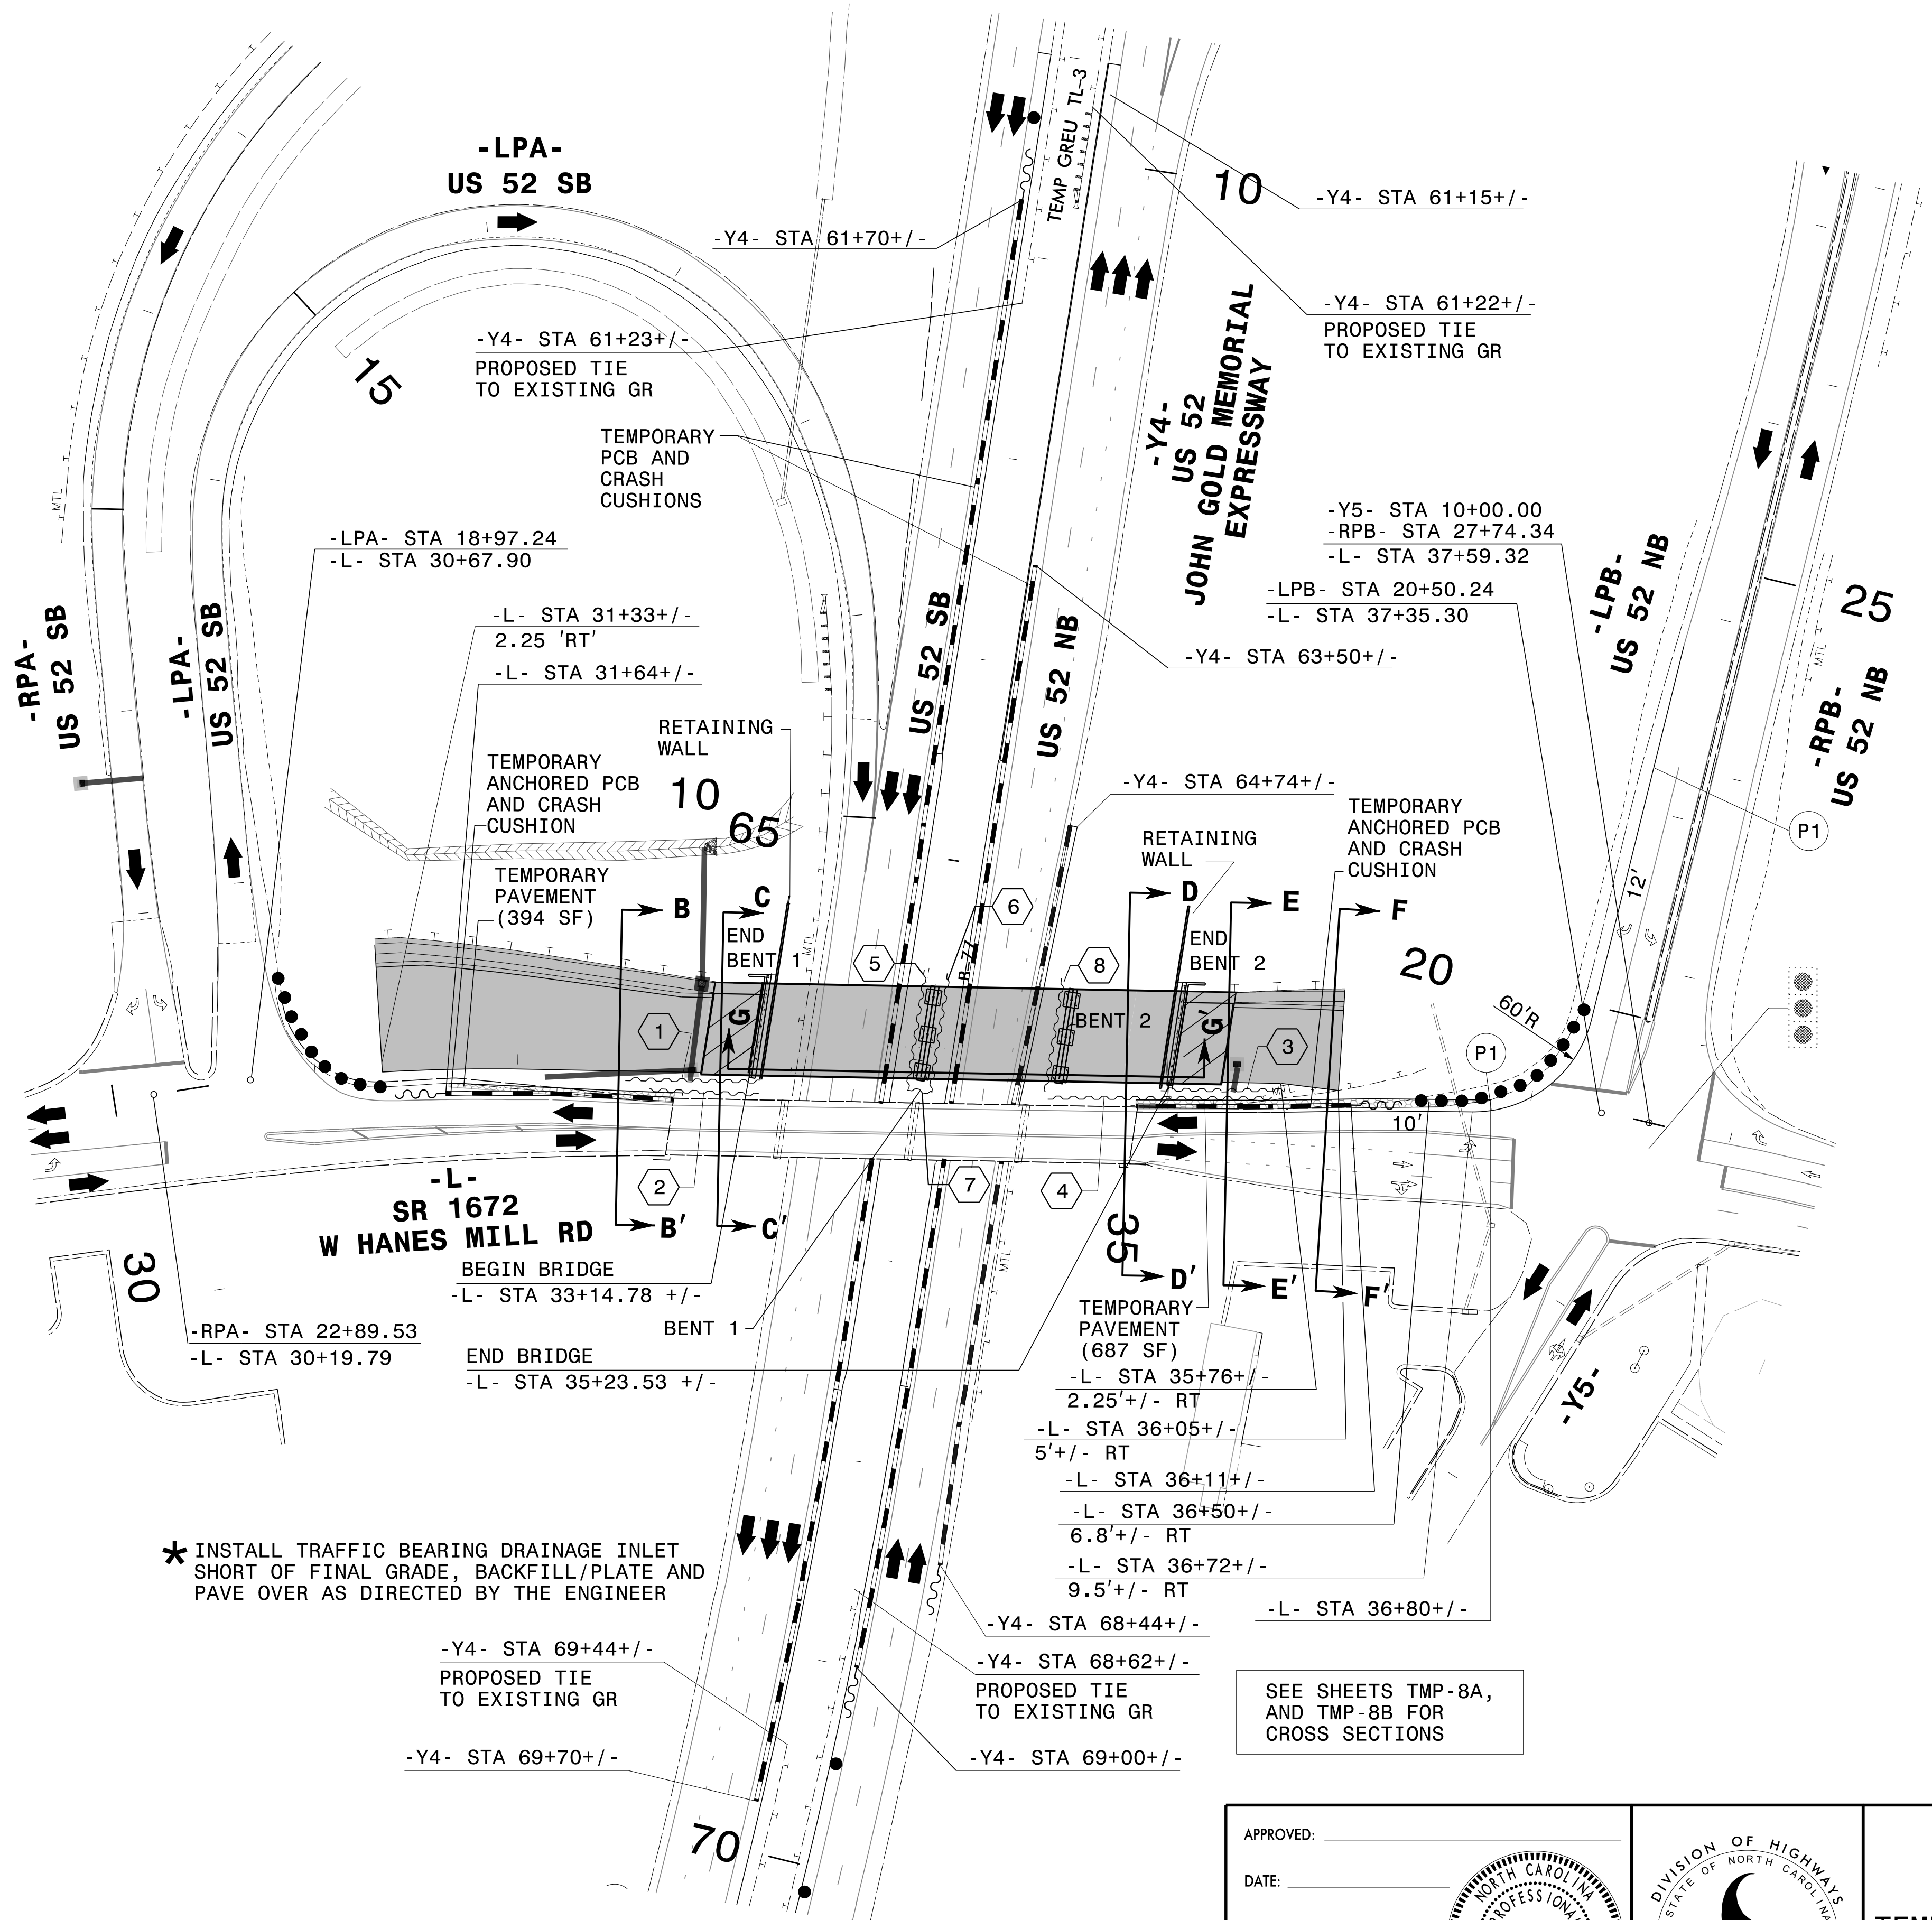 -LPA-
US 52 SB
TEMP GREU TL-3
10
-Y4- STA 61+15+/-
-Y4- STA 61+70+/-
-Y4- STA 61+22+/-
PROPOSED TIE
TO EXISTING GR
-Y4- STA 61+23+/-
PROPOSED TIE
TO EXISTING GR
15
-Y4-
US 52
JOHN GOLD MEMORIAL
EXPRESSWAY
TEMPORARY
PCB AND
CRASH
CUSHIONS
MTL
-Y5- STA 10+00.00
-RPB- STA 27+74.34
-L- STA 37+59.32
-LPA- STA 18+97.24
-L- STA 30+67.90
-LPB- STA 20+50.24
-L- STA 37+35.30
-LPB-
US 52 NB
25
-L- STA 31+33+/-
2.25 'RT'
-RPA-
US 52 SB
-LPA-
US 52 SB
US 52 SB
US 52 NB
-Y4- STA 63+50+/-
MTL
-L- STA 31+64+/-
-RPB-
US 52 NB
RETAINING
WALL
TEMPORARY
ANCHORED PCB
AND CRASH
CUSHION
10
65
-Y4- STA 64+74+/-
TEMPORARY
ANCHORED PCB
AND CRASH
CUSHION
P1
RETAINING
WALL
TEMPORARY
PAVEMENT
(394 SF)
12'
B
C
6
D
E
F
END
BENT 1
MTL
5
8
END
BENT 2
20
60'R
1
G
BENT 2
G'
3
P1
10'
-L-
SR 1672
W HANES MILL RD
2
7
4
B'
C'
35
D'
E'
F'
MTL
30
BEGIN BRIDGE
-L- STA 33+14.78 +/-
TEMPORARY
PAVEMENT
(687 SF)
BENT 1
-RPA- STA 22+89.53
-L- STA 30+19.79
END BRIDGE
-L- STA 35+23.53 +/-
-L- STA 35+76+/-
2.25'+/- RT
-Y5-
-L- STA 36+05+/-
5'+/- RT
-L- STA 36+11+/-
-L- STA 36+50+/-
6.8'+/- RT
-L- STA 36+72+/-
9.5'+/- RT
-L- STA 36+80+/-
* INSTALL TRAFFIC BEARING DRAINAGE INLET
SHORT OF FINAL GRADE, BACKFILL/PLATE AND
PAVE OVER AS DIRECTED BY THE ENGINEER
-Y4- STA 68+44+/-
-Y4- STA 69+44+/-
PROPOSED TIE
TO EXISTING GR
-Y4- STA 68+62+/-
PROPOSED TIE
TO EXISTING GR
SEE SHEETS TMP-8A,
AND TMP-8B FOR
CROSS SECTIONS
-Y4- STA 69+70+/-
-Y4- STA 69+00+/-
70
APPROVED:
DATE:
NORTH CAROLINA
DIVISION OF HIGHWAYS
STATE OF NORTH CAROLINA